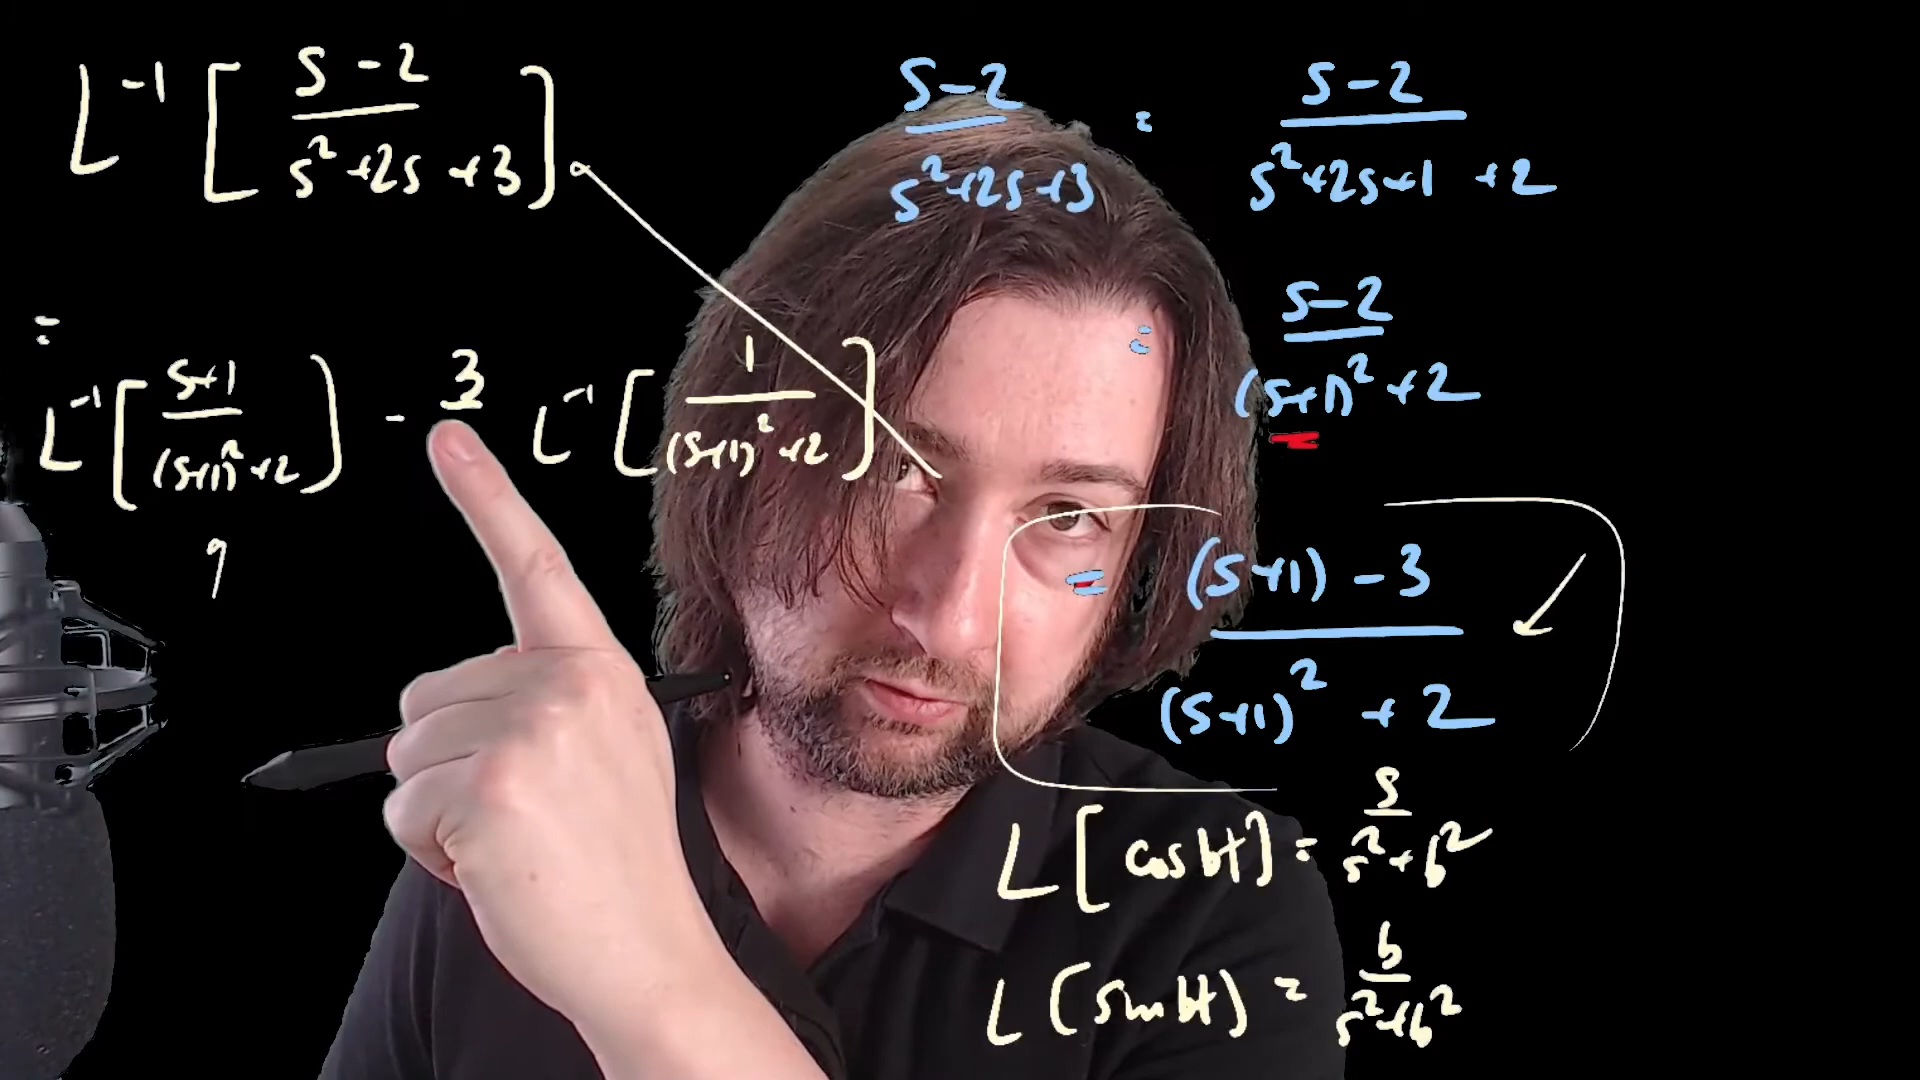 L⁻¹ [ (s-2)/(s²+2s+3) ]
= L⁻¹ [ (s+1)/((s+1)²+2) ] - 3 L⁻¹ [ 1/((s+1)²+2) ]
(s-2)/(s²+2s+3) = (s-2)/(s²+2s+1 +2)
= (s-2)/((s+1)²+2)
= ((s+1) - 3)/((s+1)² + 2)
L[cos bt] = s/(s²+b²)
L(sin bt) = b/(s²+b²)